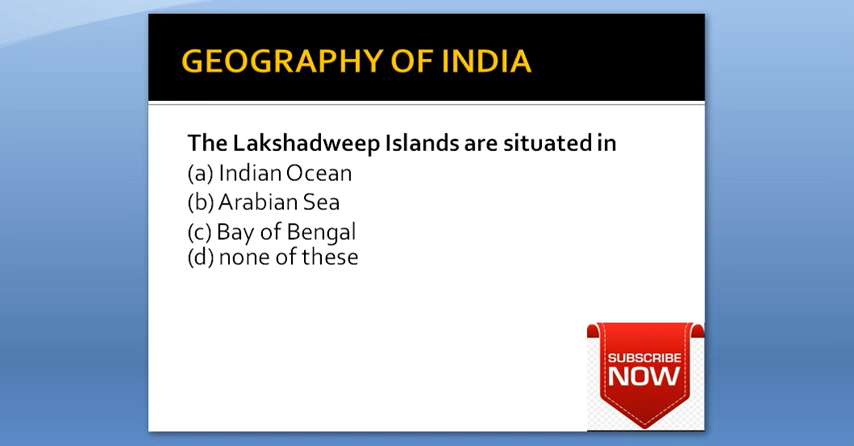 GEOGRAPHY OF INDIA
The Lakshadweep Islands are situated in
(a) Indian Ocean
(b) Arabian Sea
(c) Bay of Bengal
(d) none of these
SUBSCRIBE
NOW